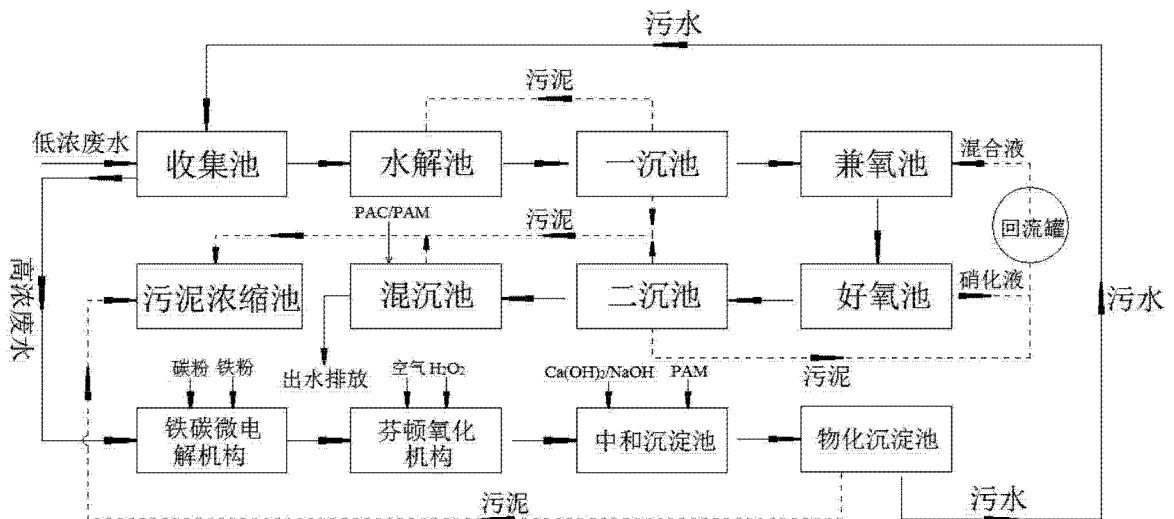 污水
污泥
低浓废水
收集池
水解池
一沉池
兼氧池
混合液
PAC/PAM
污泥
回流罐
高浓废水
污泥浓缩池
混沉池
二沉池
好氧池
硝化液
污水
碳粉 铁粉
出水排放
空气 H₂O₂
Ca(OH)₂/NaOH
PAM
污泥
铁碳微电
解机构
芬顿氧化
机构
中和沉淀池
物化沉淀池
污泥
污水